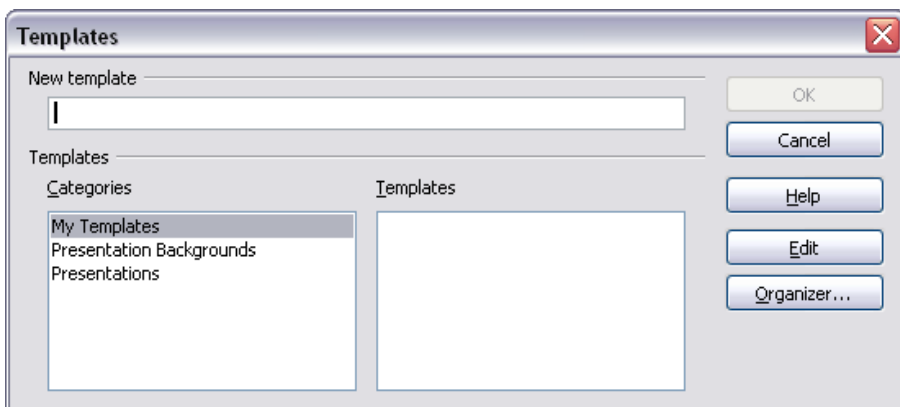 Templates
New template
OK
Cancel
Templates
Categories
Templates
Help
My Templates
Presentation Backgrounds
Presentations
Edit
Organizer...